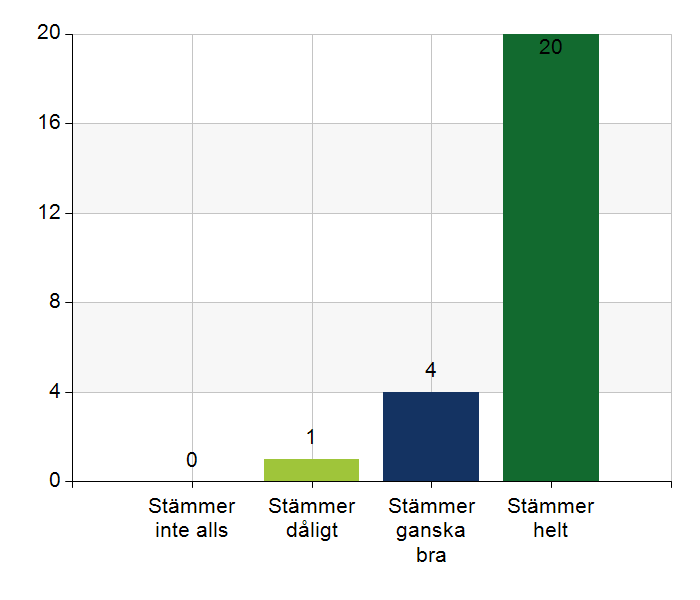 20
20
16
12
8
4
4
1
0
0
Stämmer inte alls
Stämmer dåligt
Stämmer ganska bra
Stämmer helt